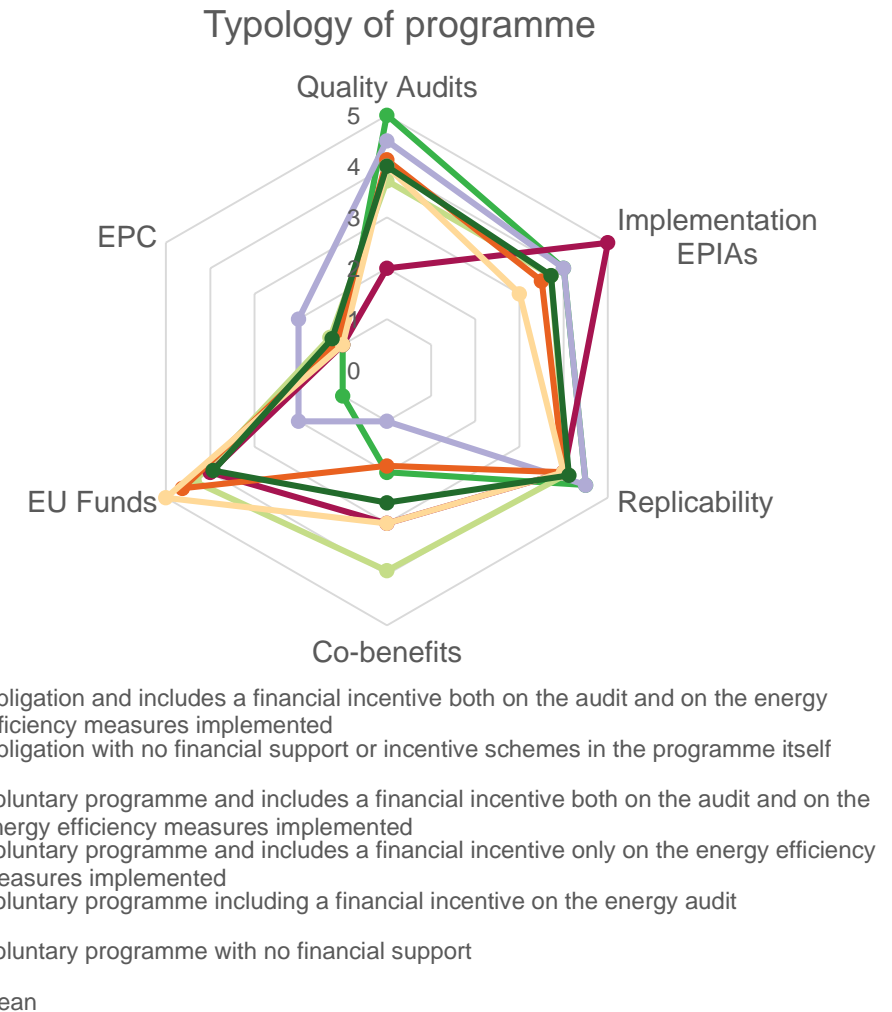 Typology of programme
Quality Audits
5
4
3
2
1
0
Implementation
EPIAs
EPC
EU Funds
Replicability
Co-benefits
bligation and includes a financial incentive both on the audit and on the energy
ficiency measures implemented
bligation with no financial support or incentive schemes in the programme itself
oluntary programme and includes a financial incentive both on the audit and on the
nergy efficiency measures implemented
oluntary programme and includes a financial incentive only on the energy efficiency
easures implemented
oluntary programme including a financial incentive on the energy audit
oluntary programme with no financial support
ean